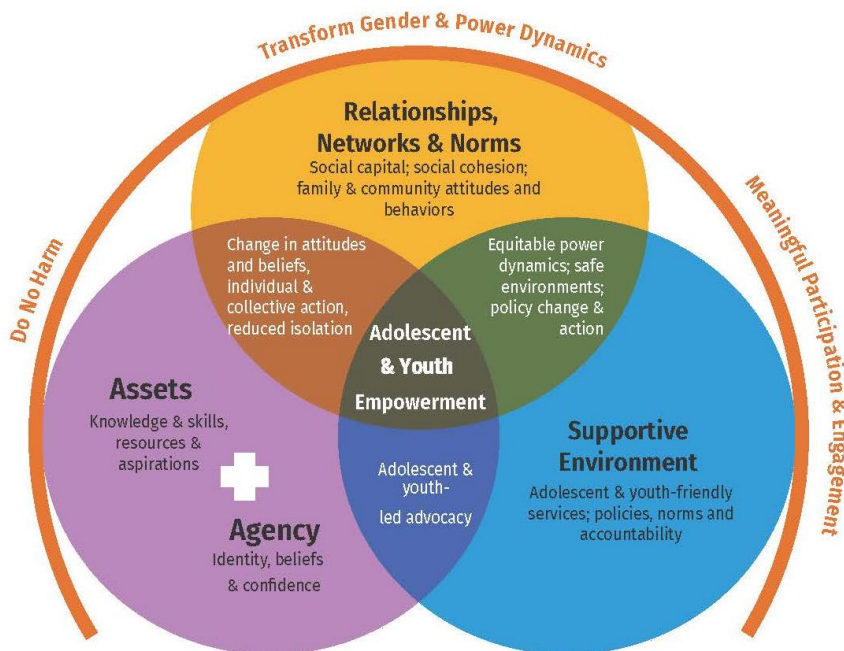 Transform Gender & Power Dynamics
Do No Harm
Meaningful Participation & Engagement
Relationships,
Networks & Norms
Social capital; social cohesion;
family & community attitudes and
behaviors
Change in attitudes
and beliefs,
individual &
collective action,
reduced isolation
Equitable power
dynamics; safe
environments;
policy change &
action
Adolescent
& Youth
Empowerment
Assets
Knowledge & skills,
resources &
aspirations
Agency
Identity, beliefs
& confidence
Adolescent &
youth-
led advocacy
Supportive
Environment
Adolescent & youth-friendly
services; policies, norms and
accountability